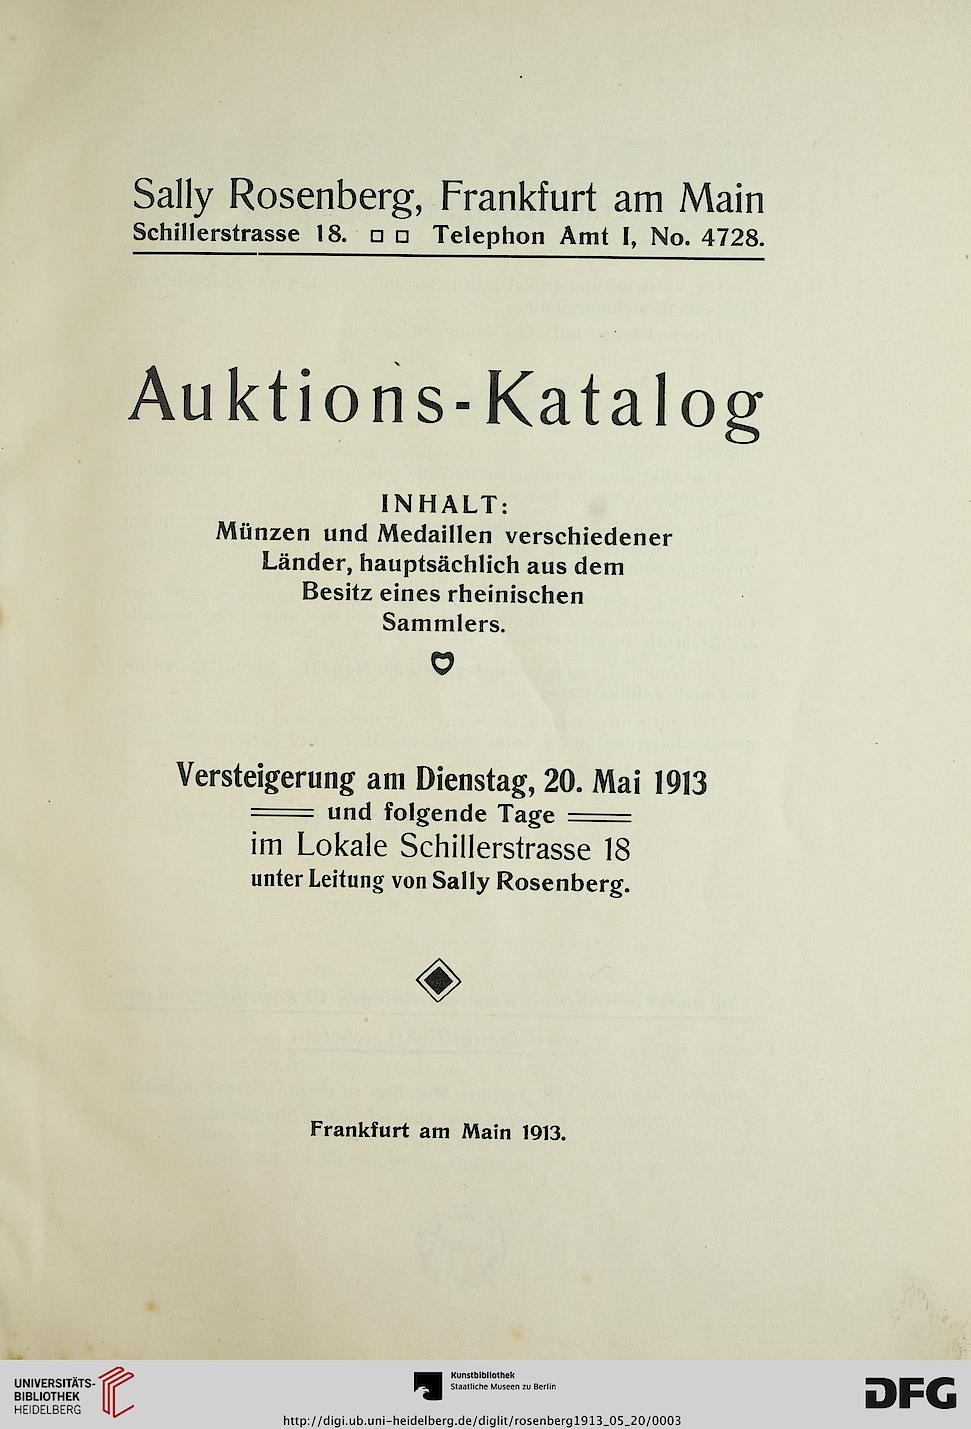 Sally Rosenberg, Frankfurt am Main
Schillerstrasse 18. □ □ Telephon Amt I, No. 4728.
Auktions-Katalog
INHALT:
Münzen und Medaillen verschiedener
Länder, hauptsächlich aus dem
Besitz eines rheinischen
Sammlers.
Versteigerung am Dienstag, 20. Mai 1913
und folgende Tage
im Lokale Schillerstrasse 18
unter Leitung von Sally Rosenberg.
Frankfurt am Main 1913.
UNIVERSITÄTS-
BIBLIOTHEK
HEIDELBERG
Kunstbibliothek
Staatliche Museen zu Berlin
DFG
http://digi.ub.uni-heidelberg.de/diglit/rosenberg1913_05_20/0003